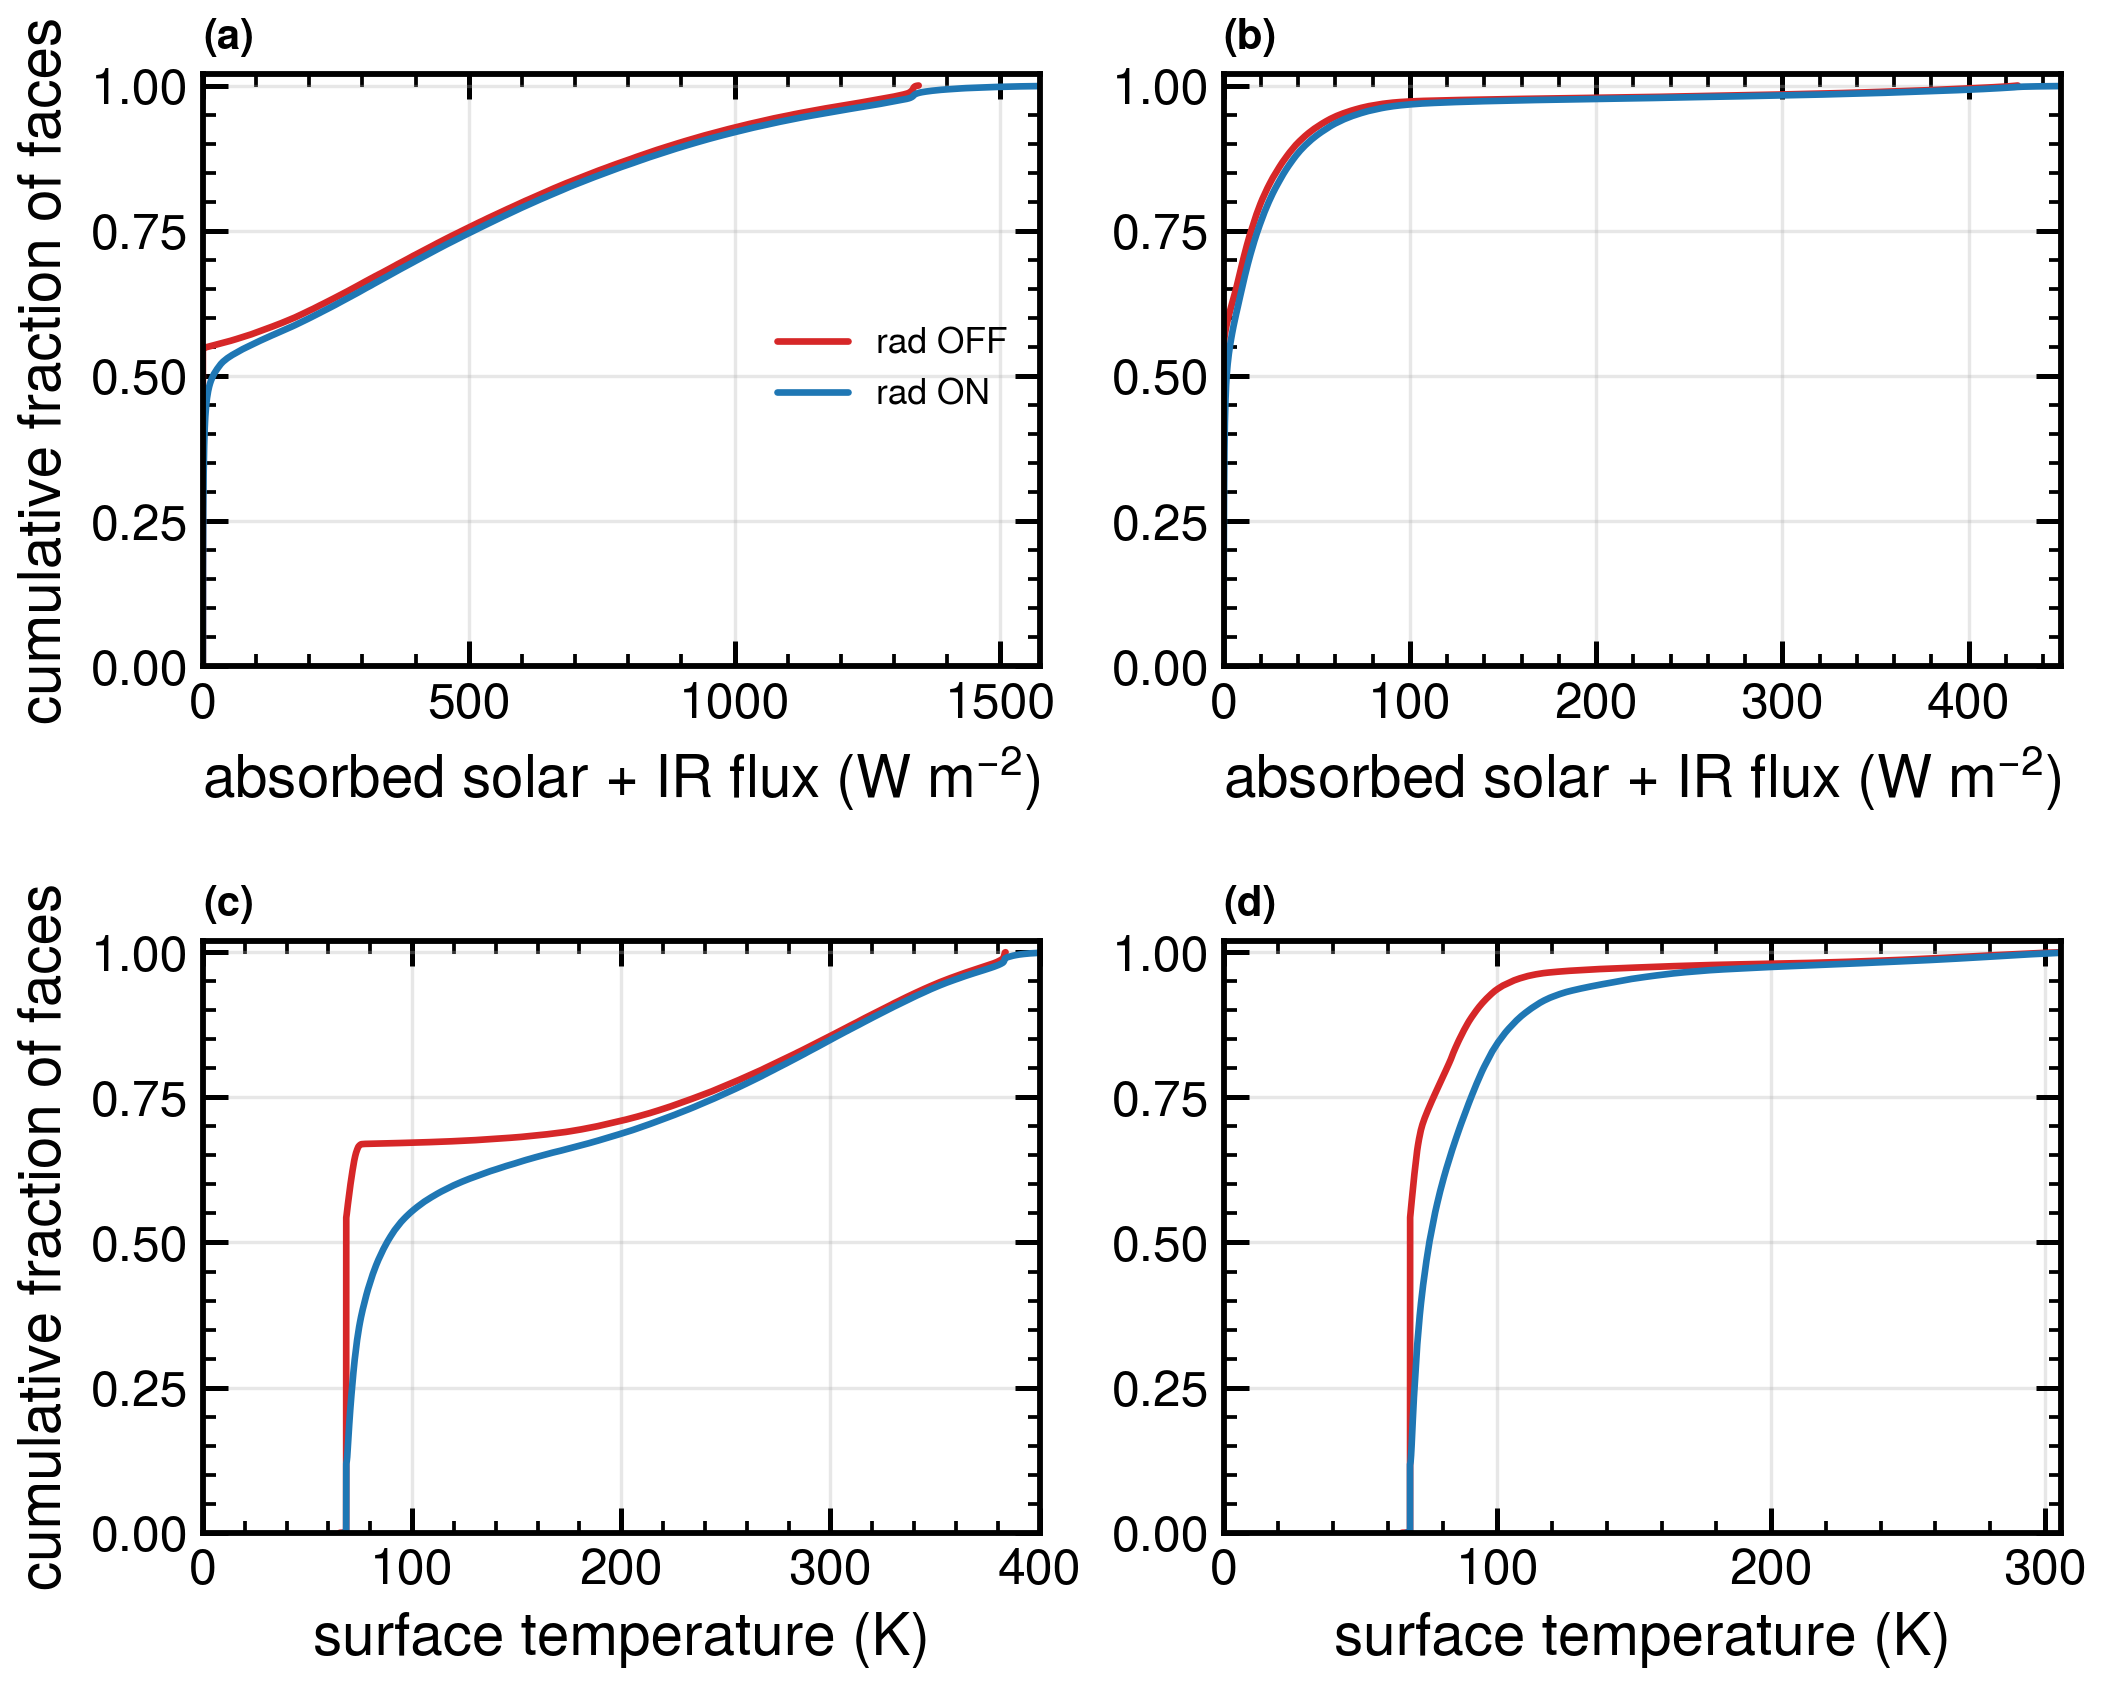 (a)
cumulative fraction of faces
1.00
0.75
0.50
0.25
0.00
rad OFF
rad ON
0 500 1000 1500
absorbed solar + IR flux (W m⁻²)
(b)
1.00
0.75
0.50
0.25
0.00
0 100 200 300 400
absorbed solar + IR flux (W m⁻²)
(c)
cumulative fraction of faces
1.00
0.75
0.50
0.25
0.00
0 100 200 300 400
surface temperature (K)
(d)
1.00
0.75
0.50
0.25
0.00
0 100 200 300
surface temperature (K)